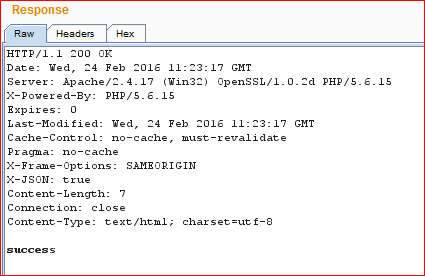 Response
Raw Headers Hex
HTTP/1.1 200 OK
Date: Wed, 24 Feb 2016 11:23:17 GMT
Server: Apache/2.4.17 (Win32) OpenSSL/1.0.2d PHP/5.6.15
X-Powered-By: PHP/5.6.15
Expires: 0
Last-Modified: Wed, 24 Feb 2016 11:23:17 GMT
Cache-Control: no-cache, must-revalidate
Pragma: no-cache
X-Frame-Options: SAMEORIGIN
X-JSON: true
Content-Length: 7
Connection: close
Content-Type: text/html; charset=utf-8
success